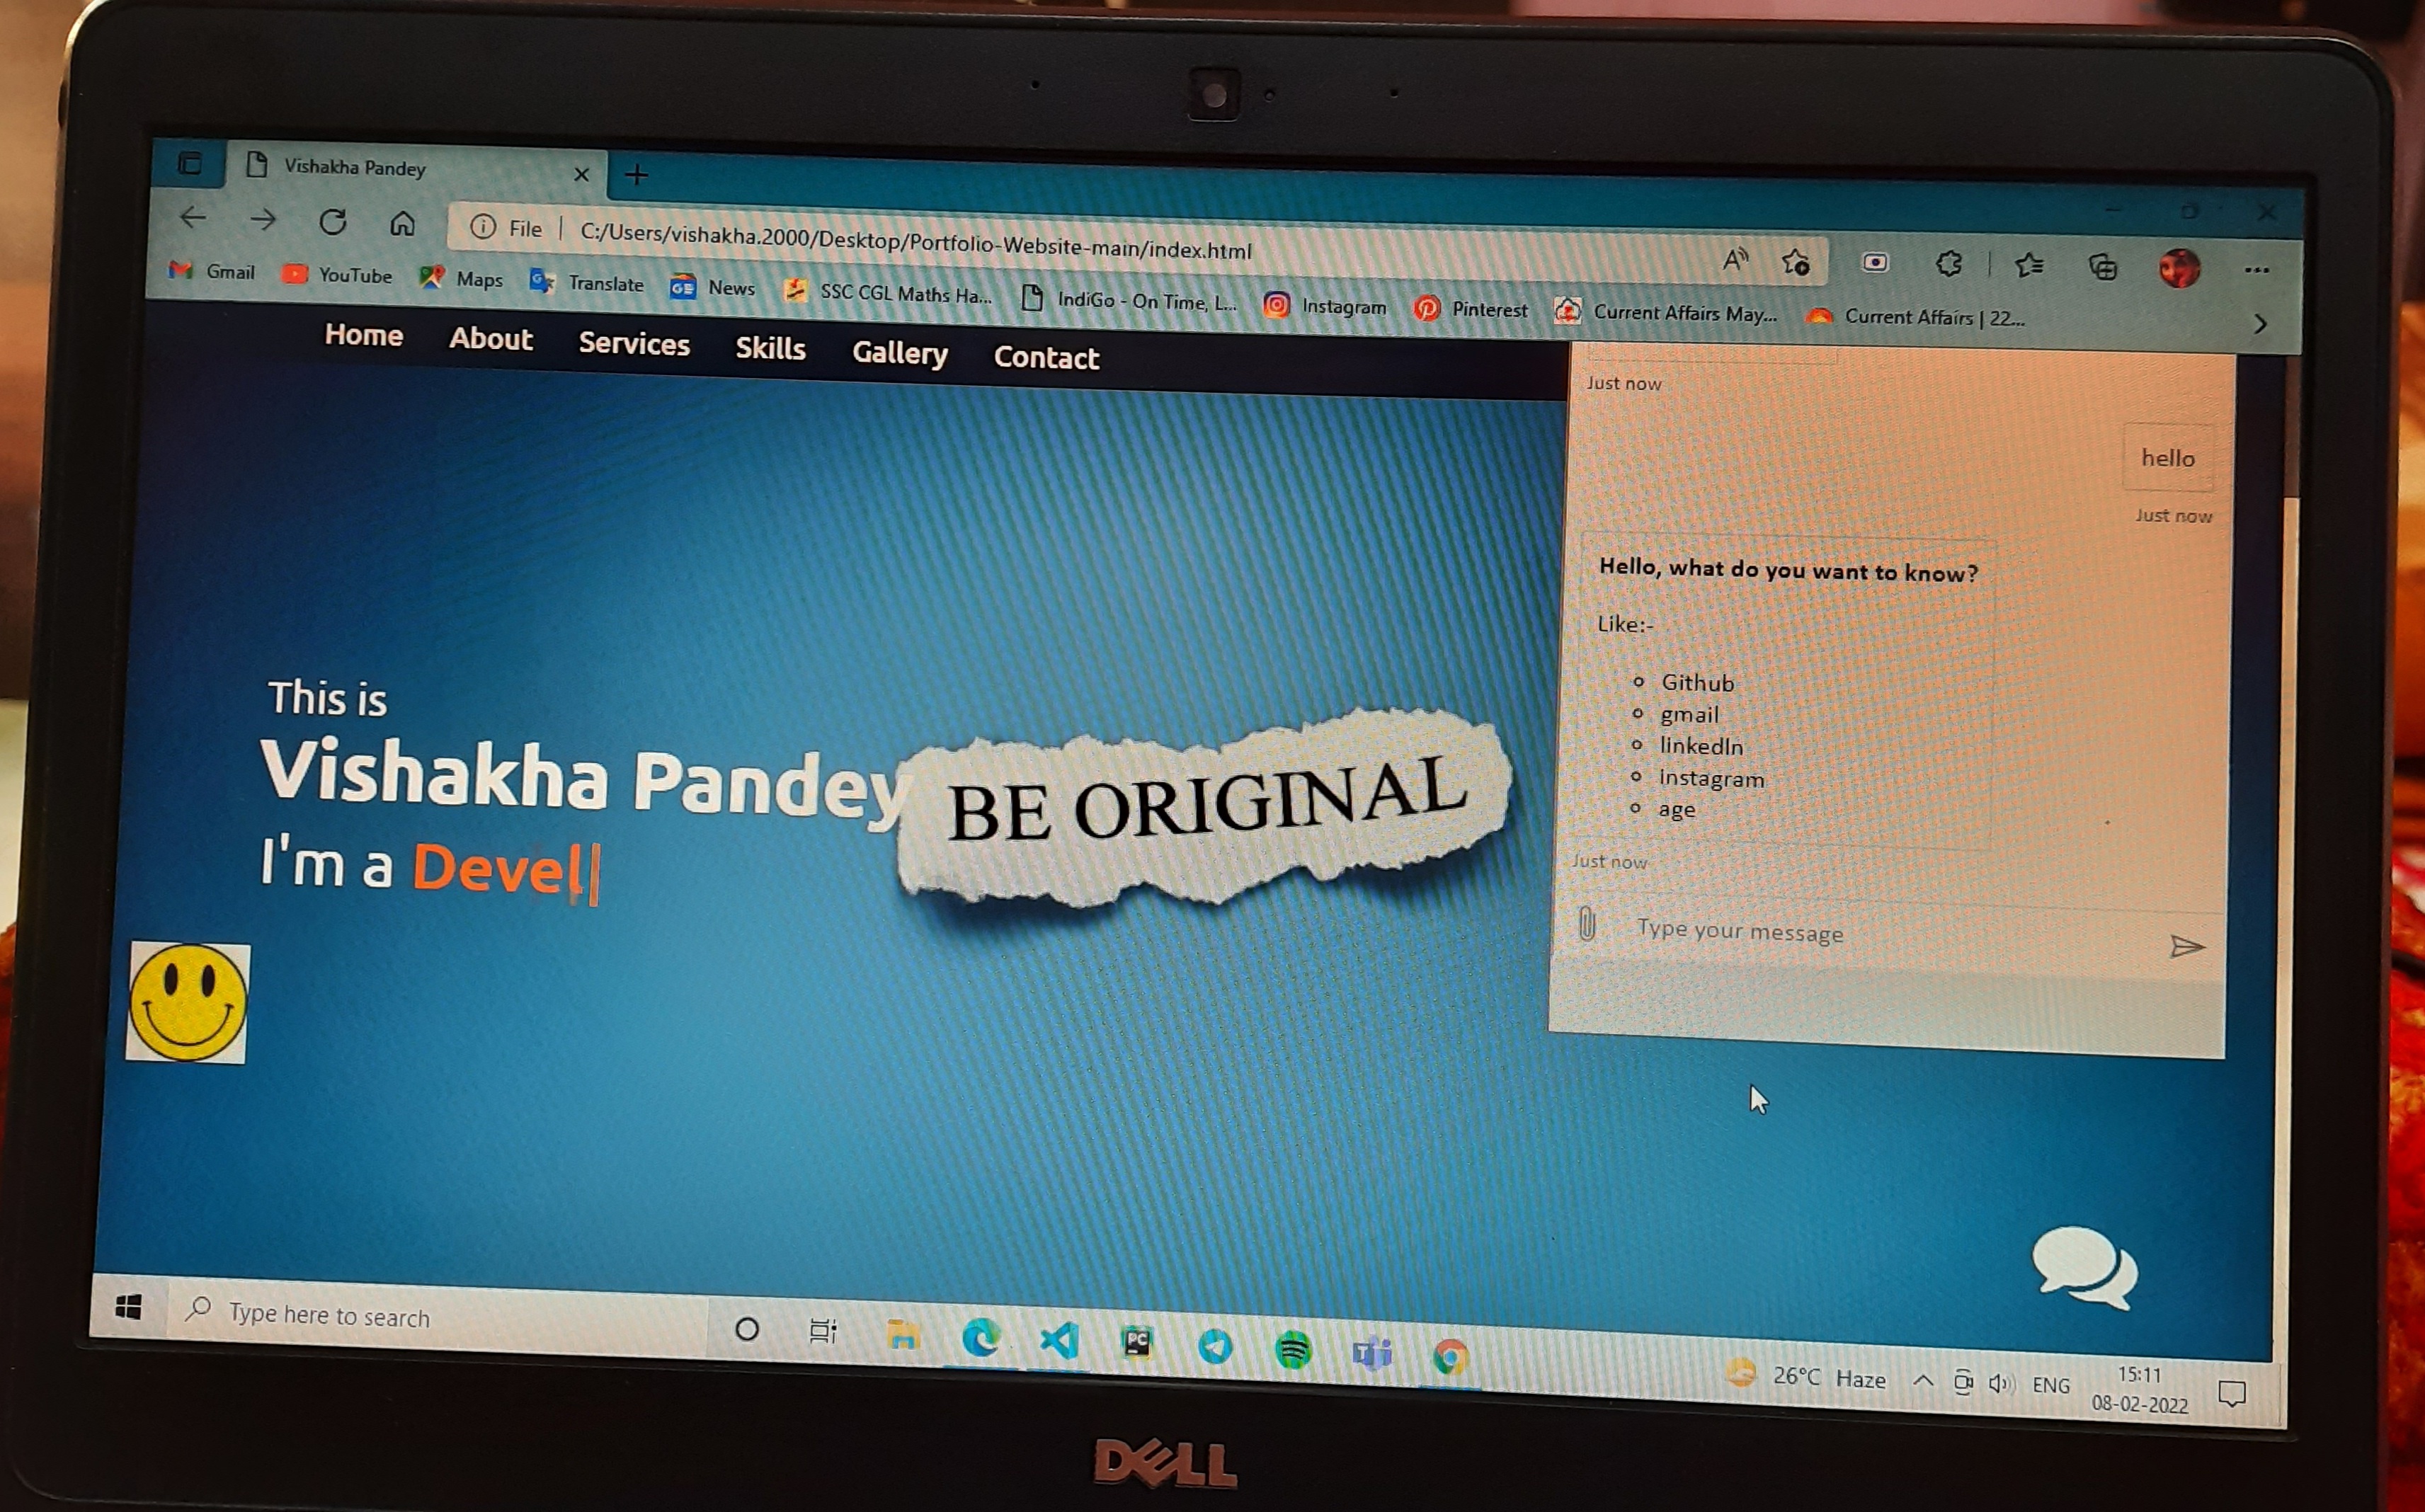 Vishakha Pandey
File | C:/Users/vishakha.2000/Desktop/Portfolio-Website-main/index.html
Gmail YouTube Maps Translate News SSC CGL Maths Ha... IndiGo - On Time, L... Instagram Pinterest Current Affairs May... Current Affairs | 22...
Home About Services Skills Gallery Contact
This is
Vishakha Pandey
I'm a Devel|
BE ORIGINAL
Just now
hello
Just now
Hello, what do you want to know?
Like:-
Github
gmail
linkedIn
instagram
age
Just now
Type your message
Type here to search
26°C Haze
ENG
15:11
08-02-2022
DELL